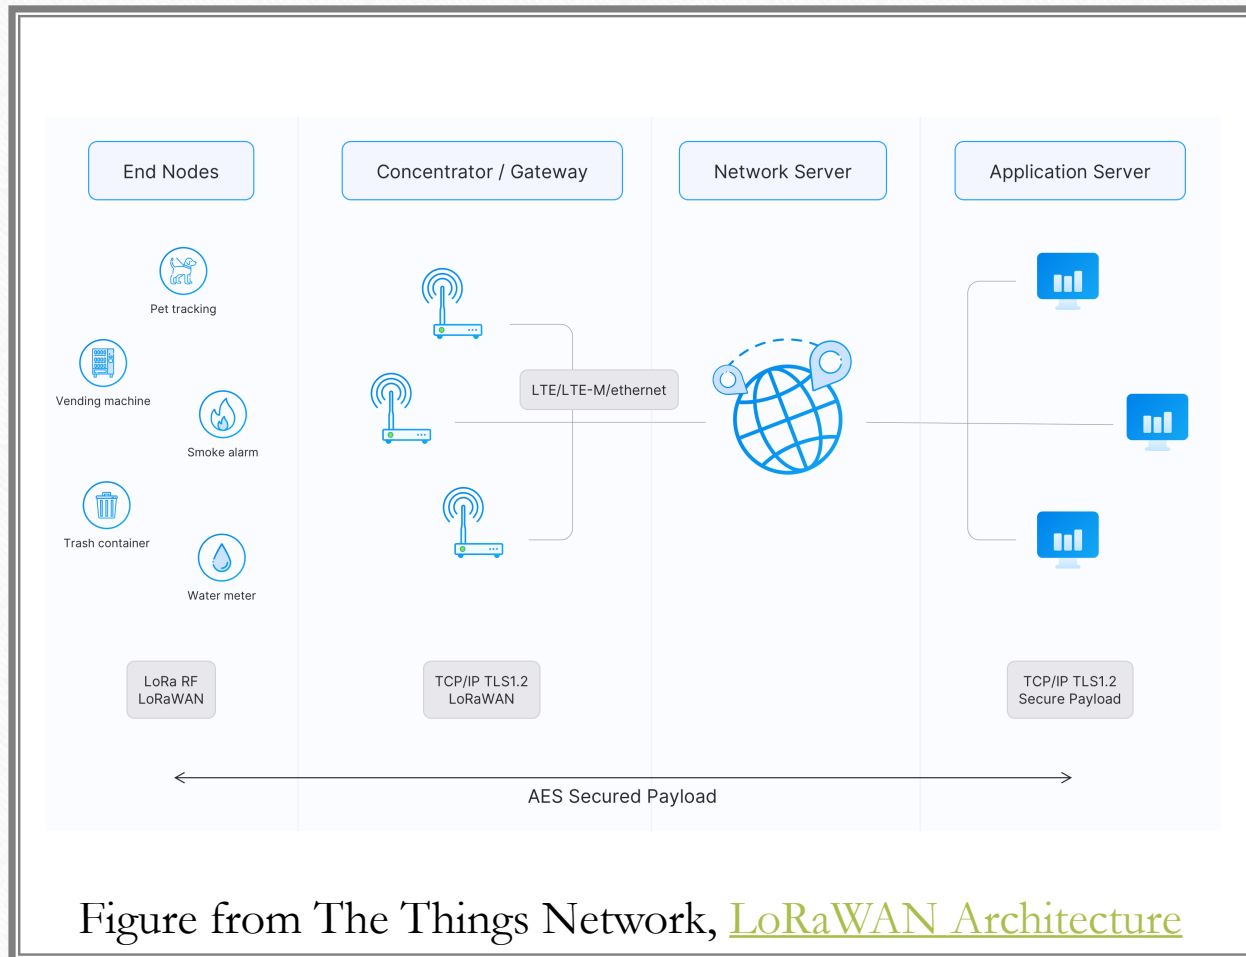 End Nodes
Concentrator / Gateway
Network Server
Application Server
Pet tracking
Vending machine
Smoke alarm
Trash container
Water meter
LTE/LTE-M/ethernet
LoRa RF
LoRaWAN
TCP/IP TLS1.2
LoRaWAN
TCP/IP TLS1.2
Secure Payload
AES Secured Payload
Figure from The Things Network, LoRaWAN Architecture